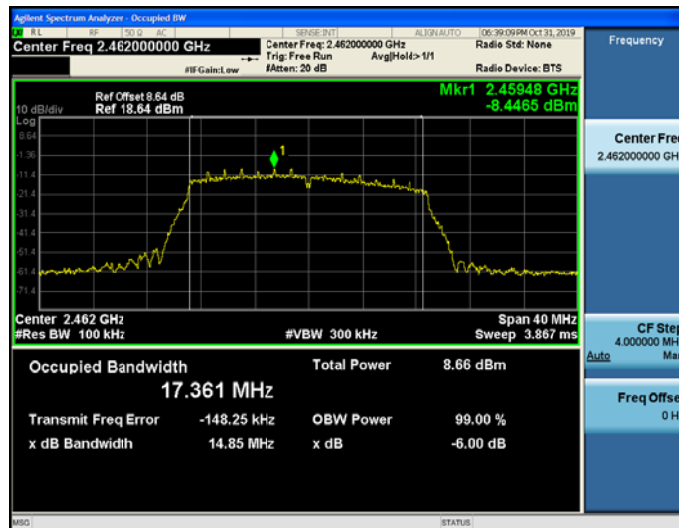 Agilent Spectrum Analyzer - Occupied BW
RL RF 50 Ω AC SENSE:INT ALIGN AUTO 06:39:09 PM Oct 31, 2019
Center Freq 2.462000000 GHz
Center Freq: 2.462000000 GHz
Radio Std: None
Trig: Free Run Avg|Hold>1/1
#IFGain:Low
#Atten: 20 dB
Radio Device: BTS
Frequency
Ref Offset 8.64 dB
Ref 18.64 dBm
10 dB/div
Log
Mkr1 2.45948 GHz
-8.4465 dBm
8.64
-1.36
-11.4
-21.4
-31.4
-41.4
-51.4
-61.4
-71.4
1
Center 2.462 GHz
Span 40 MHz
#Res BW 100 kHz
#VBW 300 kHz
Sweep 3.867 ms
Occupied Bandwidth
17.361 MHz
Total Power 8.66 dBm
Transmit Freq Error -148.25 kHz
OBW Power 99.00 %
x dB Bandwidth 14.85 MHz
x dB -6.00 dB
Center Fre
2.462000000 GH
CF Step
4.000000 MH
Auto Ma
Freq Offse
0 H
MSG
STATUS